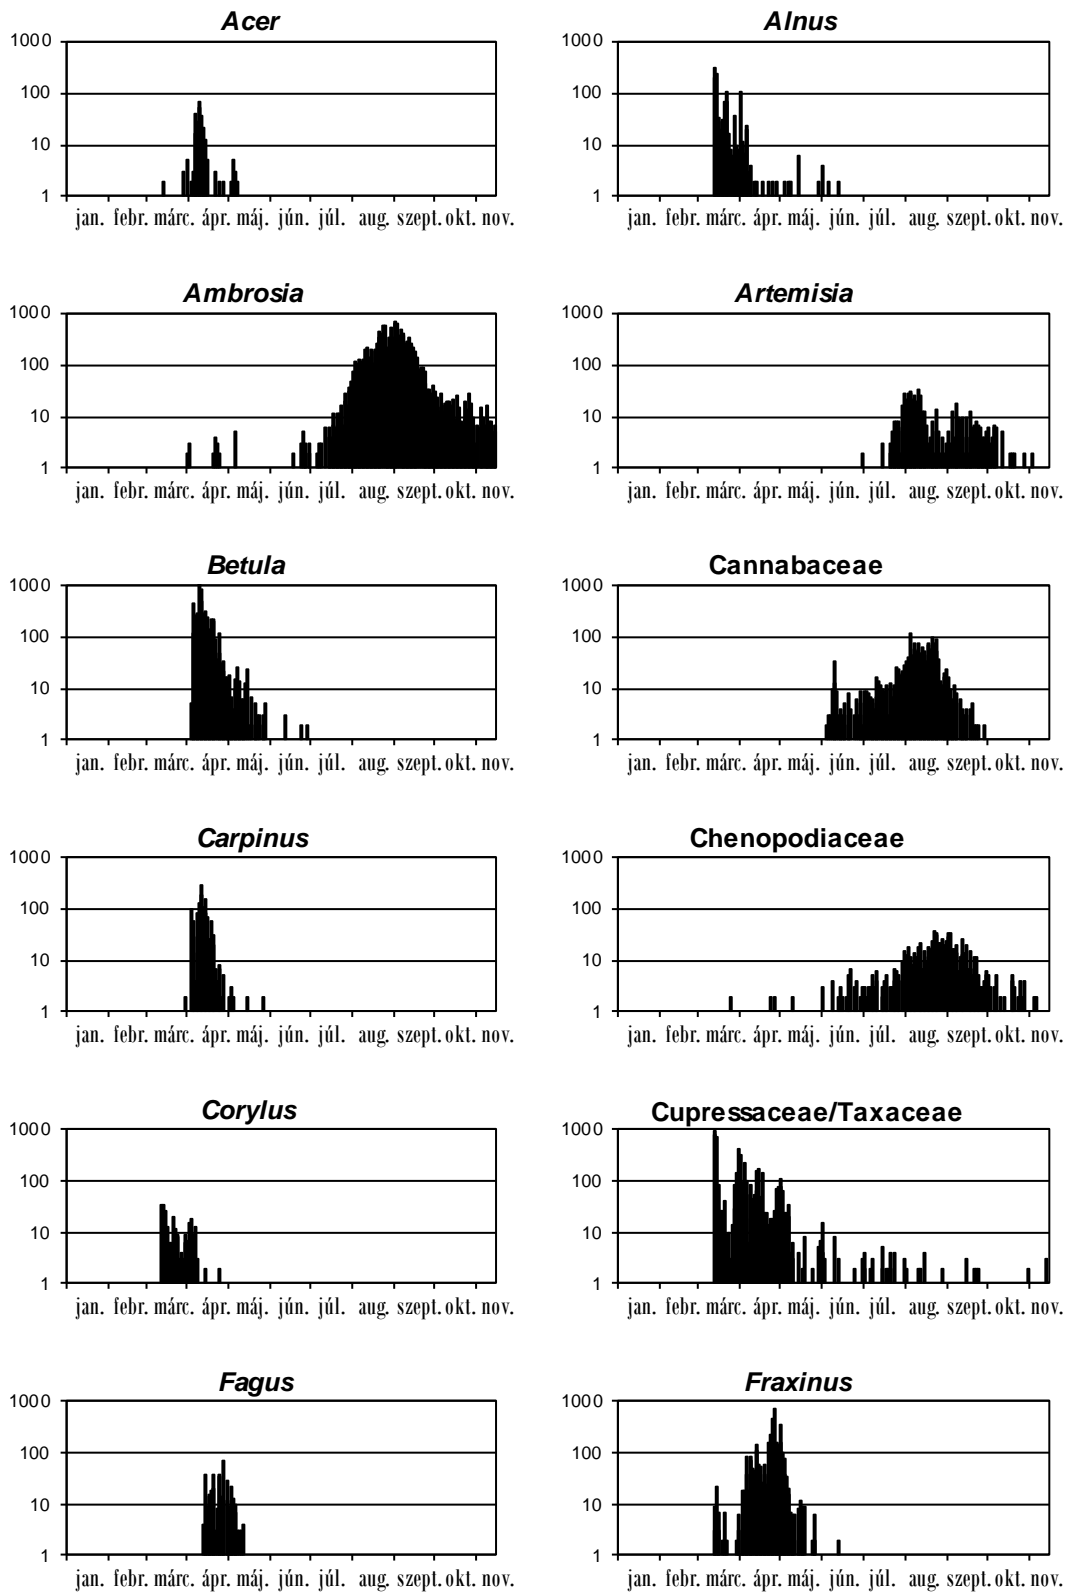 Acer
1000
100
10
1
jan. febr. márc. ápr. máj. jún. júl. aug. szept. okt. nov.
Alnus
1000
100
10
1
jan. febr. márc. ápr. máj. jún. júl. aug. szept. okt. nov.
Ambrosia
1000
100
10
1
jan. febr. márc. ápr. máj. jún. júl. aug. szept. okt. nov.
Artemisia
1000
100
10
1
jan. febr. márc. ápr. máj. jún. júl. aug. szept. okt. nov.
Betula
1000
100
10
1
jan. febr. márc. ápr. máj. jún. júl. aug. szept. okt. nov.
Cannabaceae
1000
100
10
1
jan. febr. márc. ápr. máj. jún. júl. aug. szept. okt. nov.
Carpinus
1000
100
10
1
jan. febr. márc. ápr. máj. jún. júl. aug. szept. okt. nov.
Chenopodiaceae
1000
100
10
1
jan. febr. márc. ápr. máj. jún. júl. aug. szept. okt. nov.
Corylus
1000
100
10
1
jan. febr. márc. ápr. máj. jún. júl. aug. szept. okt. nov.
Cupressaceae/Taxaceae
1000
100
10
1
jan. febr. márc. ápr. máj. jún. júl. aug. szept. okt. nov.
Fagus
1000
100
10
1
jan. febr. márc. ápr. máj. jún. júl. aug. szept. okt. nov.
Fraxinus
1000
100
10
1
jan. febr. márc. ápr. máj. jún. júl. aug. szept. okt. nov.